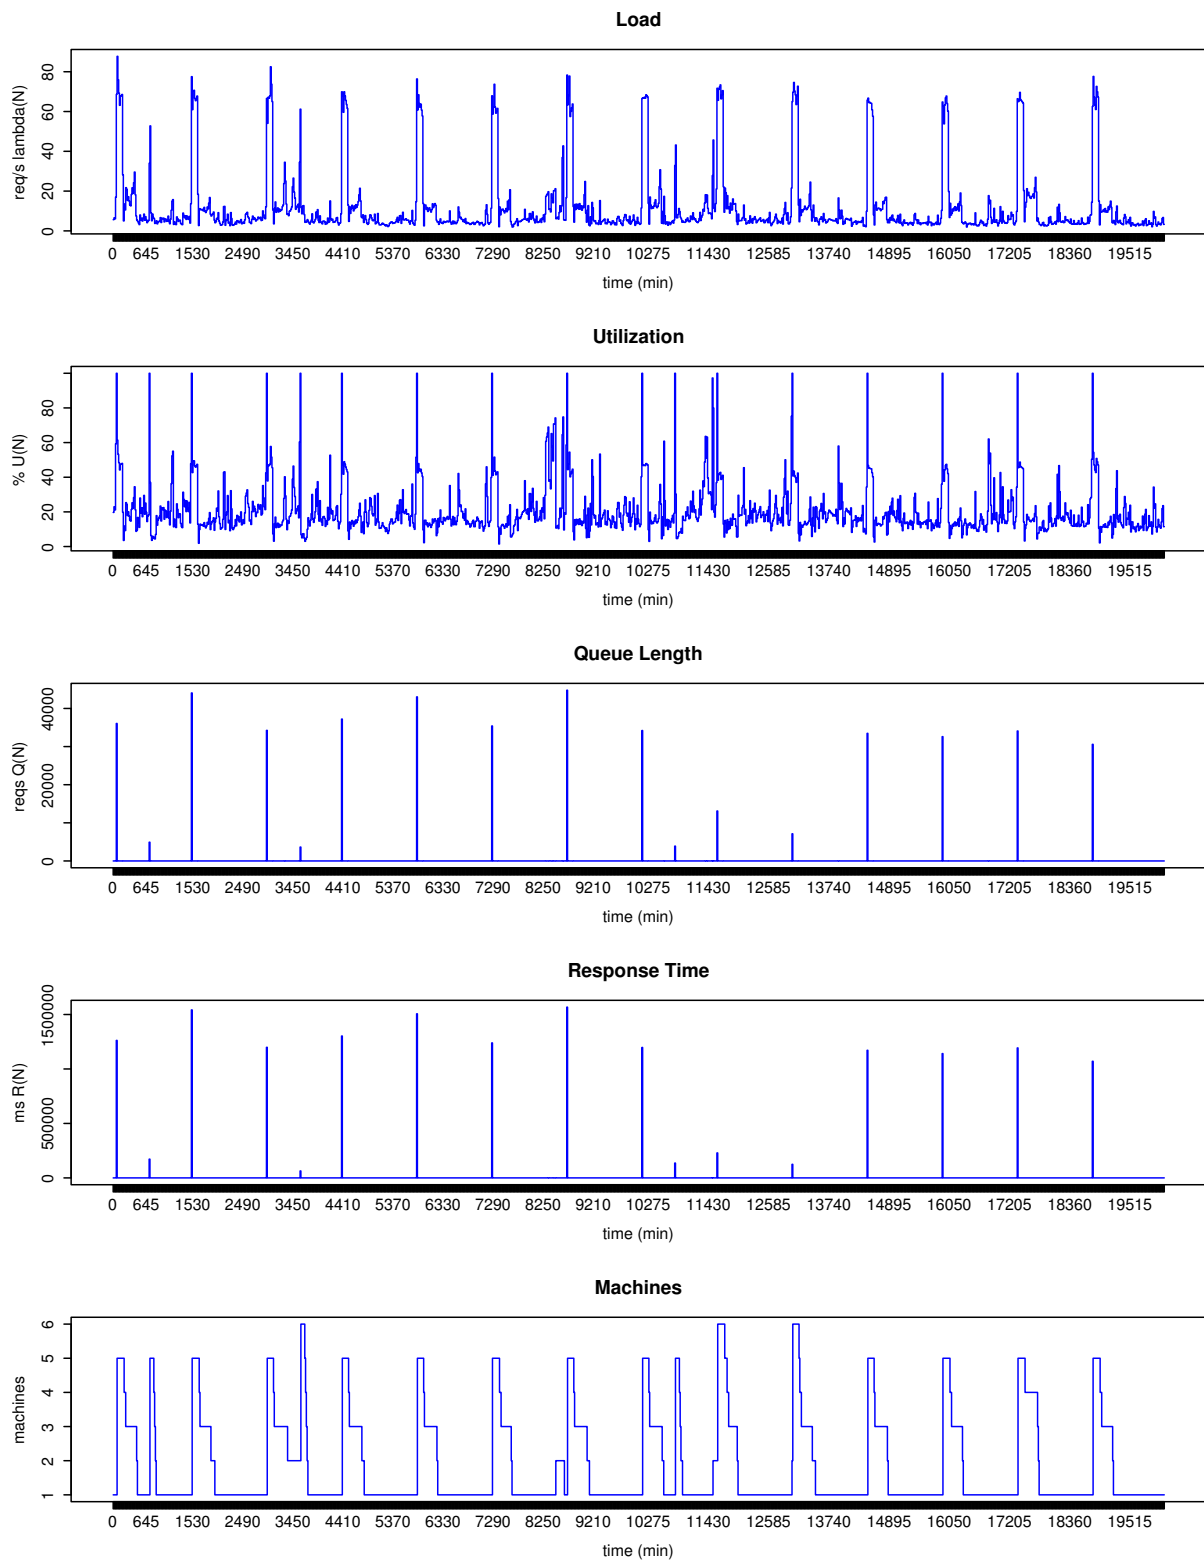 Load
req/s lambda(N)
0 20 40 60 80
0 645 1530 2490 3450 4410 5370 6330 7290 8250 9210 10275 11430 12585 13740 14895 16050 17205 18360 19515
time (min)
Utilization
% U(N)
0 20 40 60 80
0 645 1530 2490 3450 4410 5370 6330 7290 8250 9210 10275 11430 12585 13740 14895 16050 17205 18360 19515
time (min)
Queue Length
reqs Q(N)
0 20000 40000
0 645 1530 2490 3450 4410 5370 6330 7290 8250 9210 10275 11430 12585 13740 14895 16050 17205 18360 19515
time (min)
Response Time
ms R(N)
0 500000 1500000
0 645 1530 2490 3450 4410 5370 6330 7290 8250 9210 10275 11430 12585 13740 14895 16050 17205 18360 19515
time (min)
Machines
machines
1 2 3 4 5 6
0 645 1530 2490 3450 4410 5370 6330 7290 8250 9210 10275 11430 12585 13740 14895 16050 17205 18360 19515
time (min)